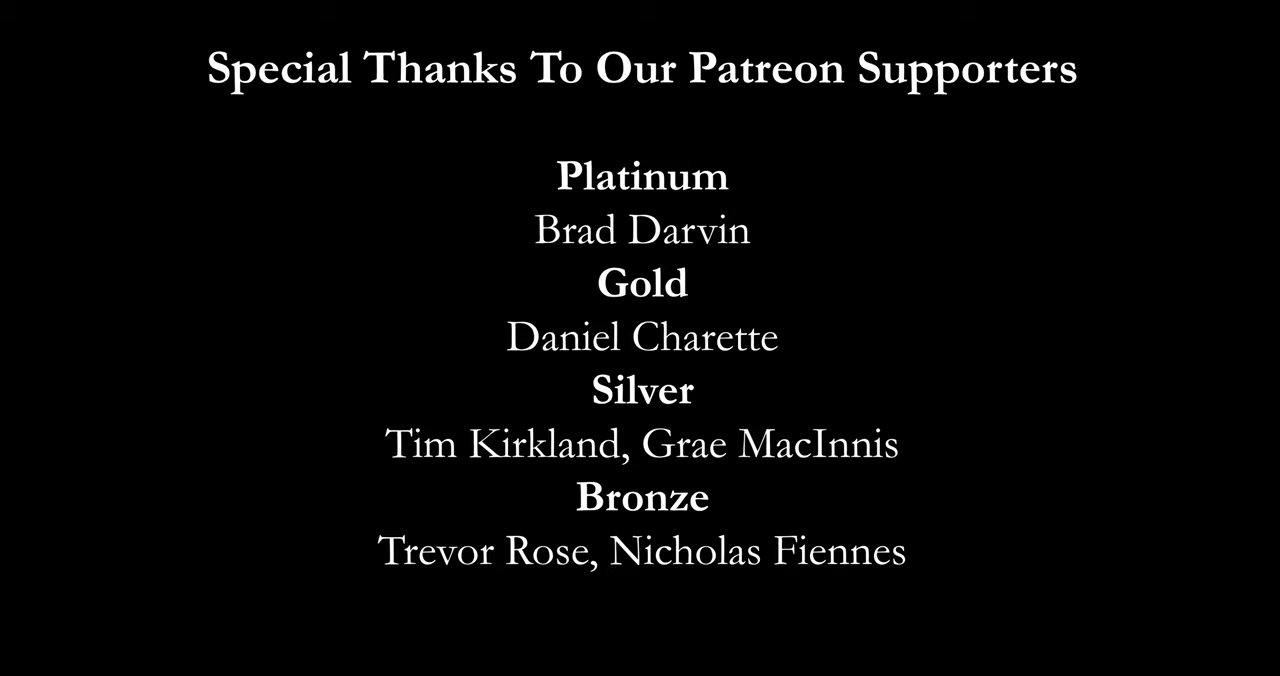 Special Thanks To Our Patreon Supporters
Platinum
Brad Darvin
Gold
Daniel Charette
Silver
Tim Kirkland, Grae MacInnis
Bronze
Trevor Rose, Nicholas Fiennes